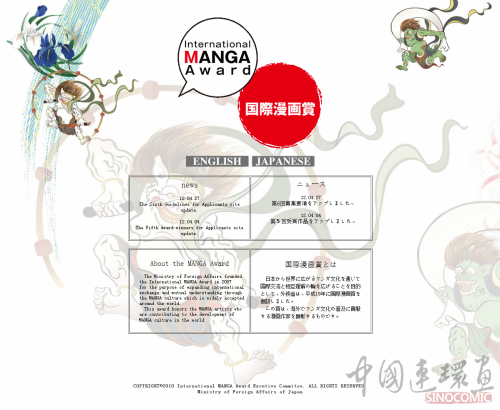 International
MANGA
Award
国際漫画賞
ENGLISH JAPANESE
news
12.04.27
The Sixth Guidelines for Applicants site
update.
12.04.04
The Fifth Award winners for Applicants site
update.
ニュース
12.04.27
第6回募集要項をアップしました。
12.04.04
第5回受賞作品をアップしました。
About the MANGA Award
The Ministry of Foreign Affairs founded
the International MANGA Award in 2007
for the purpose of expanding international
exchange and mutual understanding through
the MANGA culture which is widely accepted
around the world.
This award honors the MANGA artists who
are contributing to the development of
MANGA culture in the world.
国際漫画賞とは
日本から世界に広がるマンガ文化を通じて
国際交流と相互理解の輪を広げることを目的
として、外務省は、平成19年に国際漫画賞を
創設しました。
この賞は、海外でマンガ文化の普及に貢献
する漫画作家を顕彰するものです。
中國連環画
SINOCOMIC
COPYRIGHT©2010 International MANGA Award Excutive Committee. ALL RIGHTS RESERVED
Ministry of Foreign Affairs of Japan